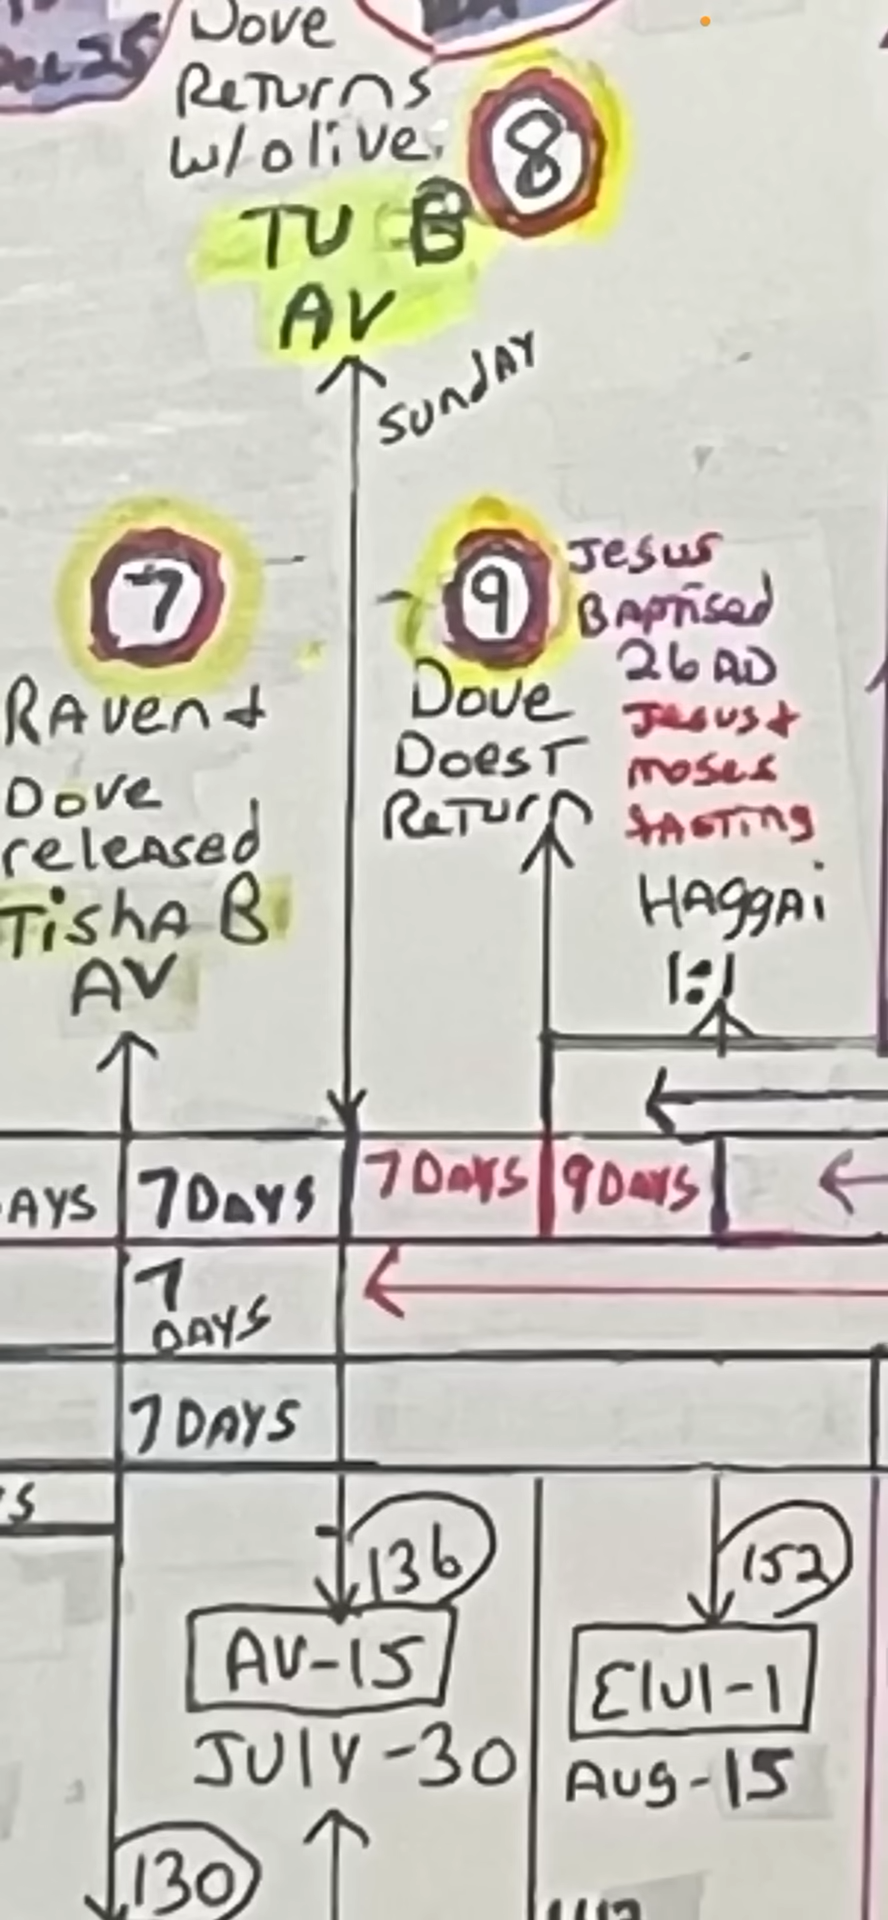 Dec 25
Dove
Returns
w/olive.
8
TU B
AV
SUNdAY
7
RAven +
Dove
released
TishA B
AV
9
Dove
DoesT
ReTurn
Jesus
BAptised
26 AD
Jesus +
moses
fASTing
HAggAi
1:1
AYS
7 DAYS
7 DAYS
9 DAYS
7
DAYS
7 DAYS
S
136
AV-15
JULY-30
152
Elul-1
Aug-15
130